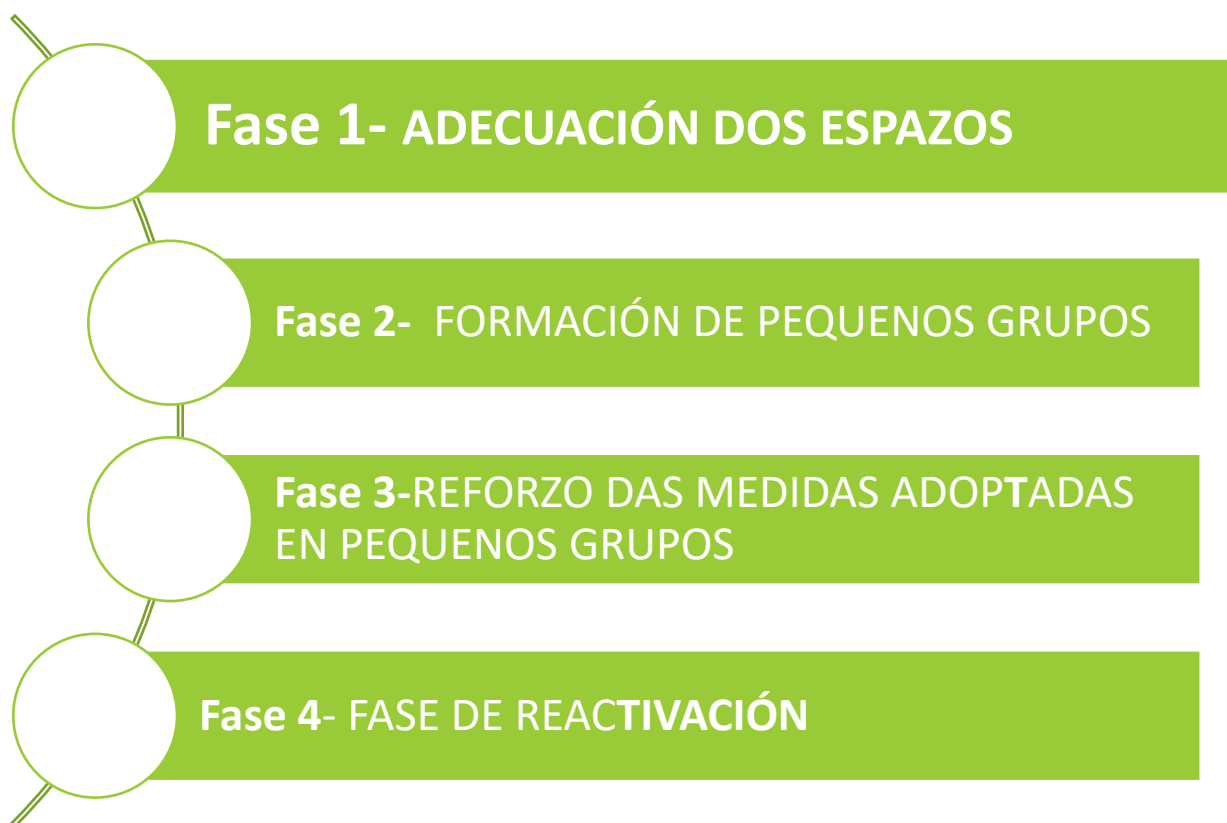 Fase 1- ADECUACIÓN DOS ESPAZOS
Fase 2- FORMACIÓN DE PEQUENOS GRUPOS
Fase 3-REFORZO DAS MEDIDAS ADOPTADAS
EN PEQUENOS GRUPOS
Fase 4- FASE DE REACTIVACIÓN